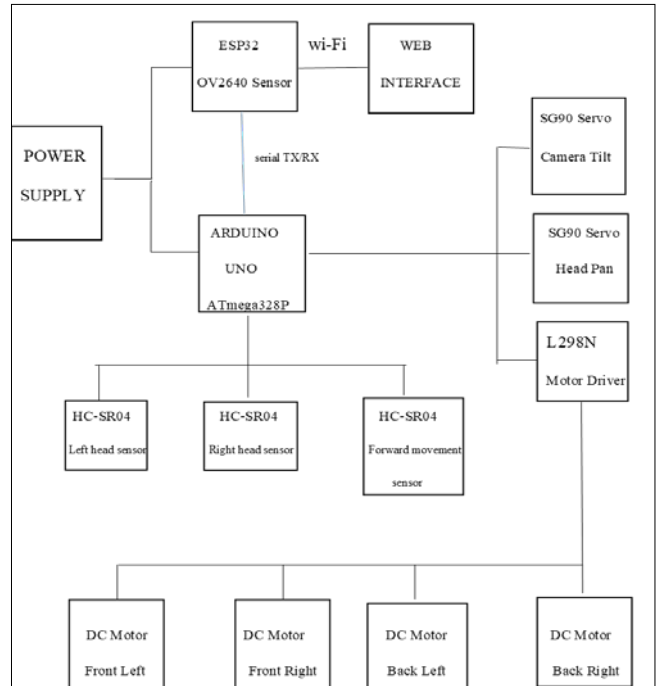 ESP32
OV2640 Sensor
wi-Fi
WEB
INTERFACE
POWER
SUPPLY
serial TX/RX
ARDUINO
UNO
ATmega328P
SG90 Servo
Camera Tilt
SG90 Servo
Head Pan
L298N
Motor Driver
HC-SR04
Left head sensor
HC-SR04
Right head sensor
HC-SR04
Forward movement
sensor
DC Motor
Front Left
DC Motor
Front Right
DC Motor
Back Left
DC Motor
Back Right